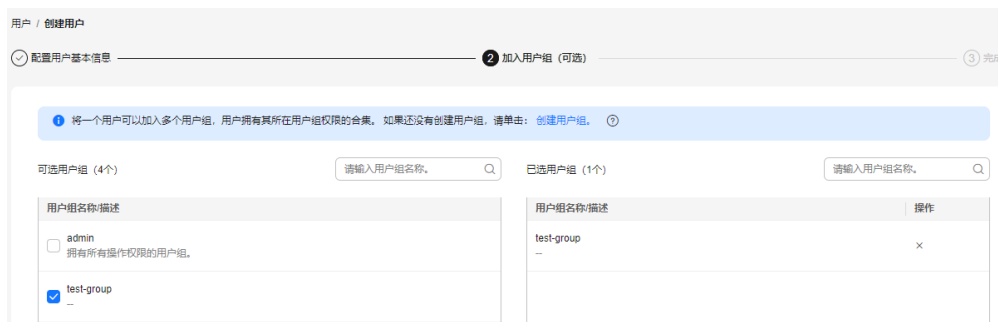 用户 / 创建用户
配置用户基本信息
2 加入用户组（可选）
3 完成
将一个用户可以加入多个用户组，用户拥有其所在用户组权限的合集。如果还没有创建用户组，请单击：创建用户组。
可选用户组（4个）
请输入用户组名称。
已选用户组（1个）
请输入用户组名称。
用户组名称/描述
用户组名称/描述
操作
admin
拥有所有操作权限的用户组。
test-group
--
test-group
--